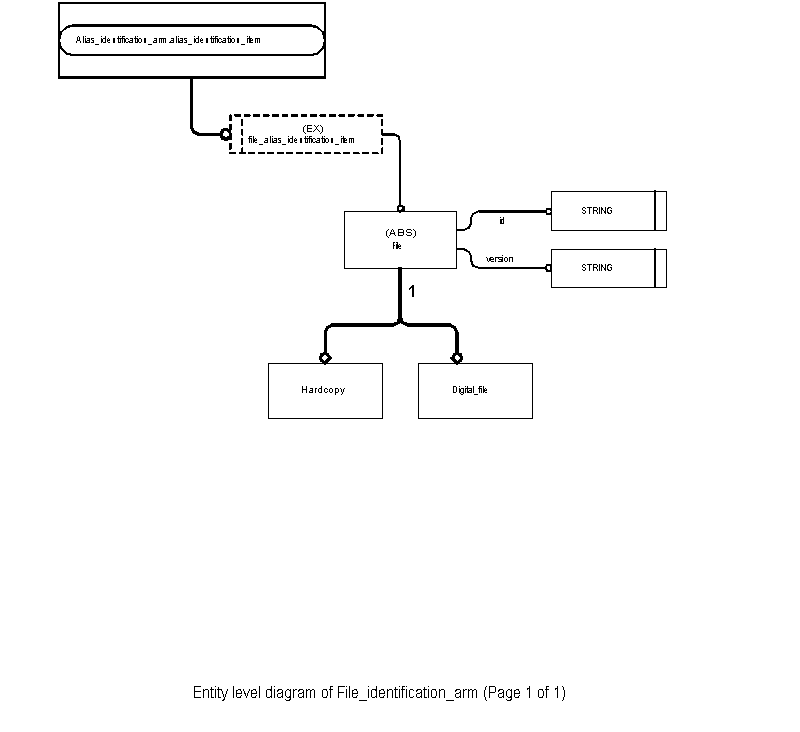 Alias_identification_arm.alias_identification_item
(EX)
file_alias_identification_item
(ABS)
File
id
STRING
version
STRING
1
Hardcopy
Digital_file
Entity level diagram of File_identification_arm (Page 1 of 1)